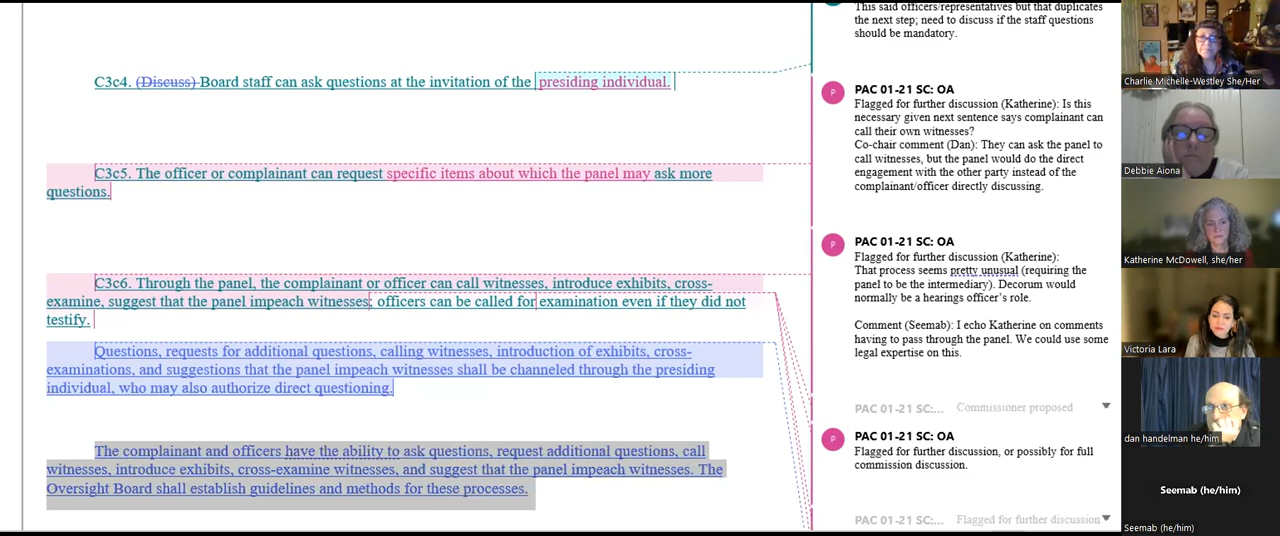 This said officers/representatives but that duplicates
the next step; need to discuss if the staff questions
should be mandatory.
C3c4. (Discuss) Board staff can ask questions at the invitation of the presiding individual.
P
PAC 01-21 SC: OA
Flagged for further discussion (Katherine): Is this
necessary given next sentence says complainant can
call their own witnesses?
Co-chair comment (Dan): They can ask the panel to
call witnesses, but the panel would do the direct
engagement with the other party instead of the
complainant/officer directly discussing.
C3c5. The officer or complainant can request specific items about which the panel may ask more
questions.
P
PAC 01-21 SC: OA
Flagged for further discussion (Katherine):
That process seems pretty unusual (requiring the
panel to be the intermediary). Decorum would
normally be a hearings officer's role.
Comment (Seemab): I echo Katherine on comments
having to pass through the panel. We could use some
legal expertise on this.
C3c6. Through the panel, the complainant or officer can call witnesses, introduce exhibits, cross-
examine, suggest that the panel impeach witnesses; officers can be called for examination even if they did not
testify.
Questions, requests for additional questions, calling witnesses, introduction of exhibits, cross-
examinations, and suggestions that the panel impeach witnesses shall be channeled through the presiding
individual, who may also authorize direct questioning.
PAC 01-21 SC:... Commissioner proposed
P
PAC 01-21 SC: OA
Flagged for further discussion, or possibly for full
commission discussion.
The complainant and officers have the ability to ask questions, request additional questions, call
witnesses, introduce exhibits, cross-examine witnesses, and suggest that the panel impeach witnesses. The
Oversight Board shall establish guidelines and methods for these processes.
PAC 01-21 SC:... Flagged for further discussion
Charlie Michelle-Westley She/Her
Debbie Aiona
Katherine McDowell, she/her
Victoria Lara
dan handelman he/him
Seemab (he/him)
Seemab (he/him)